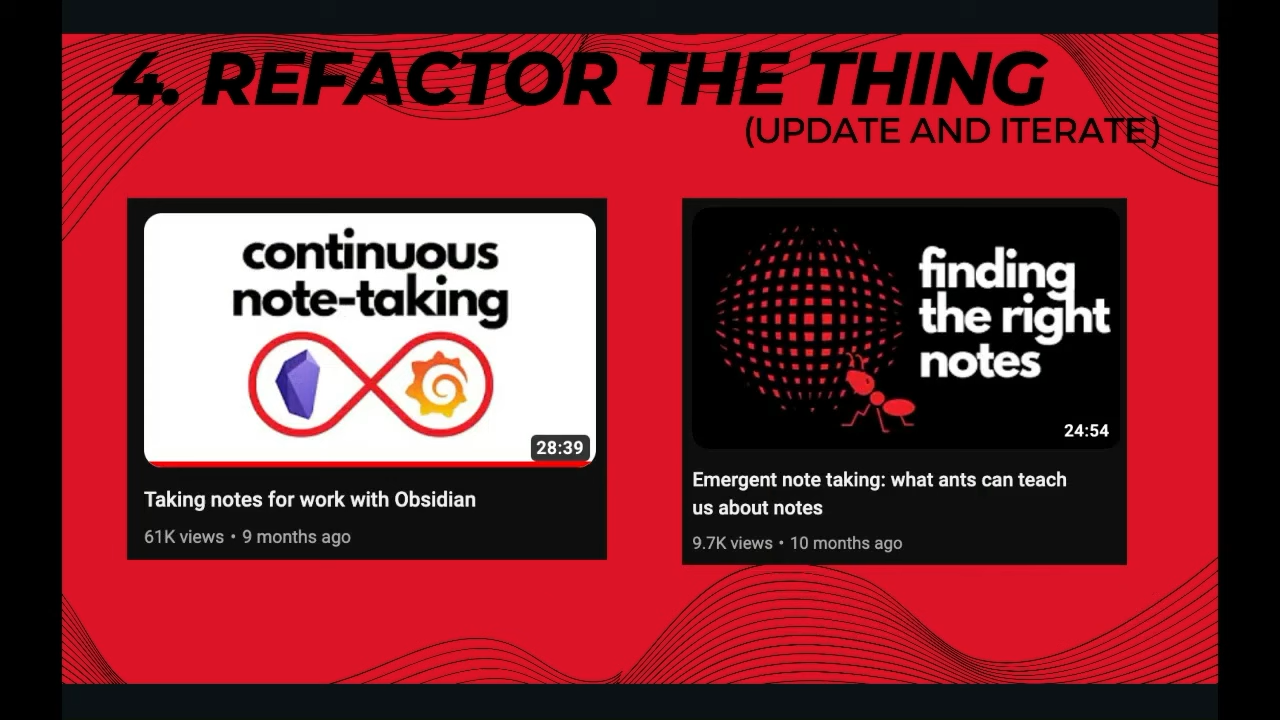 4. REFACTOR THE THING
(UPDATE AND ITERATE)
continuous
note-taking
28:39
Taking notes for work with Obsidian
61K views • 9 months ago
finding
the right
notes
24:54
Emergent note taking: what ants can teach
us about notes
9.7K views • 10 months ago